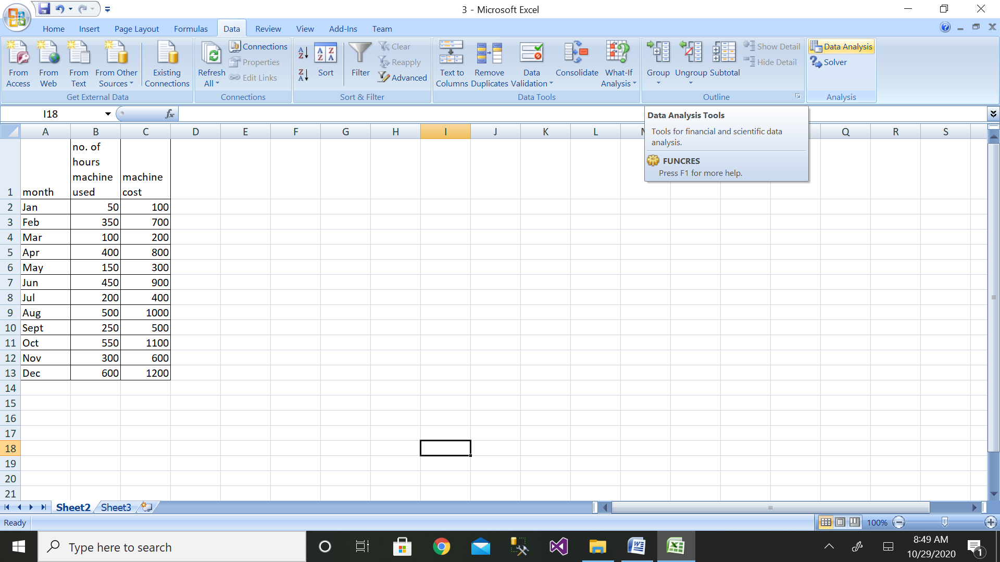 3 - Microsoft Excel
Home Insert Page Layout Formulas Data Review View Add-Ins Team
From Access
From Web
From Text
From Other Sources
Existing Connections
Get External Data
Refresh All
Connections
Properties
Edit Links
Connections
Sort
Filter
Clear
Reapply
Advanced
Sort & Filter
Text to Columns
Remove Duplicates
Data Validation
Consolidate
What-If Analysis
Data Tools
Group
Ungroup
Subtotal
Show Detail
Hide Detail
Outline
Data Analysis
Solver
Analysis
I18
fx
Data Analysis Tools
Tools for financial and scientific data
analysis.
FUNCRES
Press F1 for more help.
A B C D E F G H I J K L Q R S
1 month no. of hours machine used machine cost
2 Jan 50 100
3 Feb 350 700
4 Mar 100 200
5 Apr 400 800
6 May 150 300
7 Jun 450 900
8 Jul 200 400
9 Aug 500 1000
10 Sept 250 500
11 Oct 550 1100
12 Nov 300 600
13 Dec 600 1200
14
15
16
17
18
19
20
21
Sheet2 Sheet3
Ready
100%
Type here to search
8:49 AM
10/29/2020
1